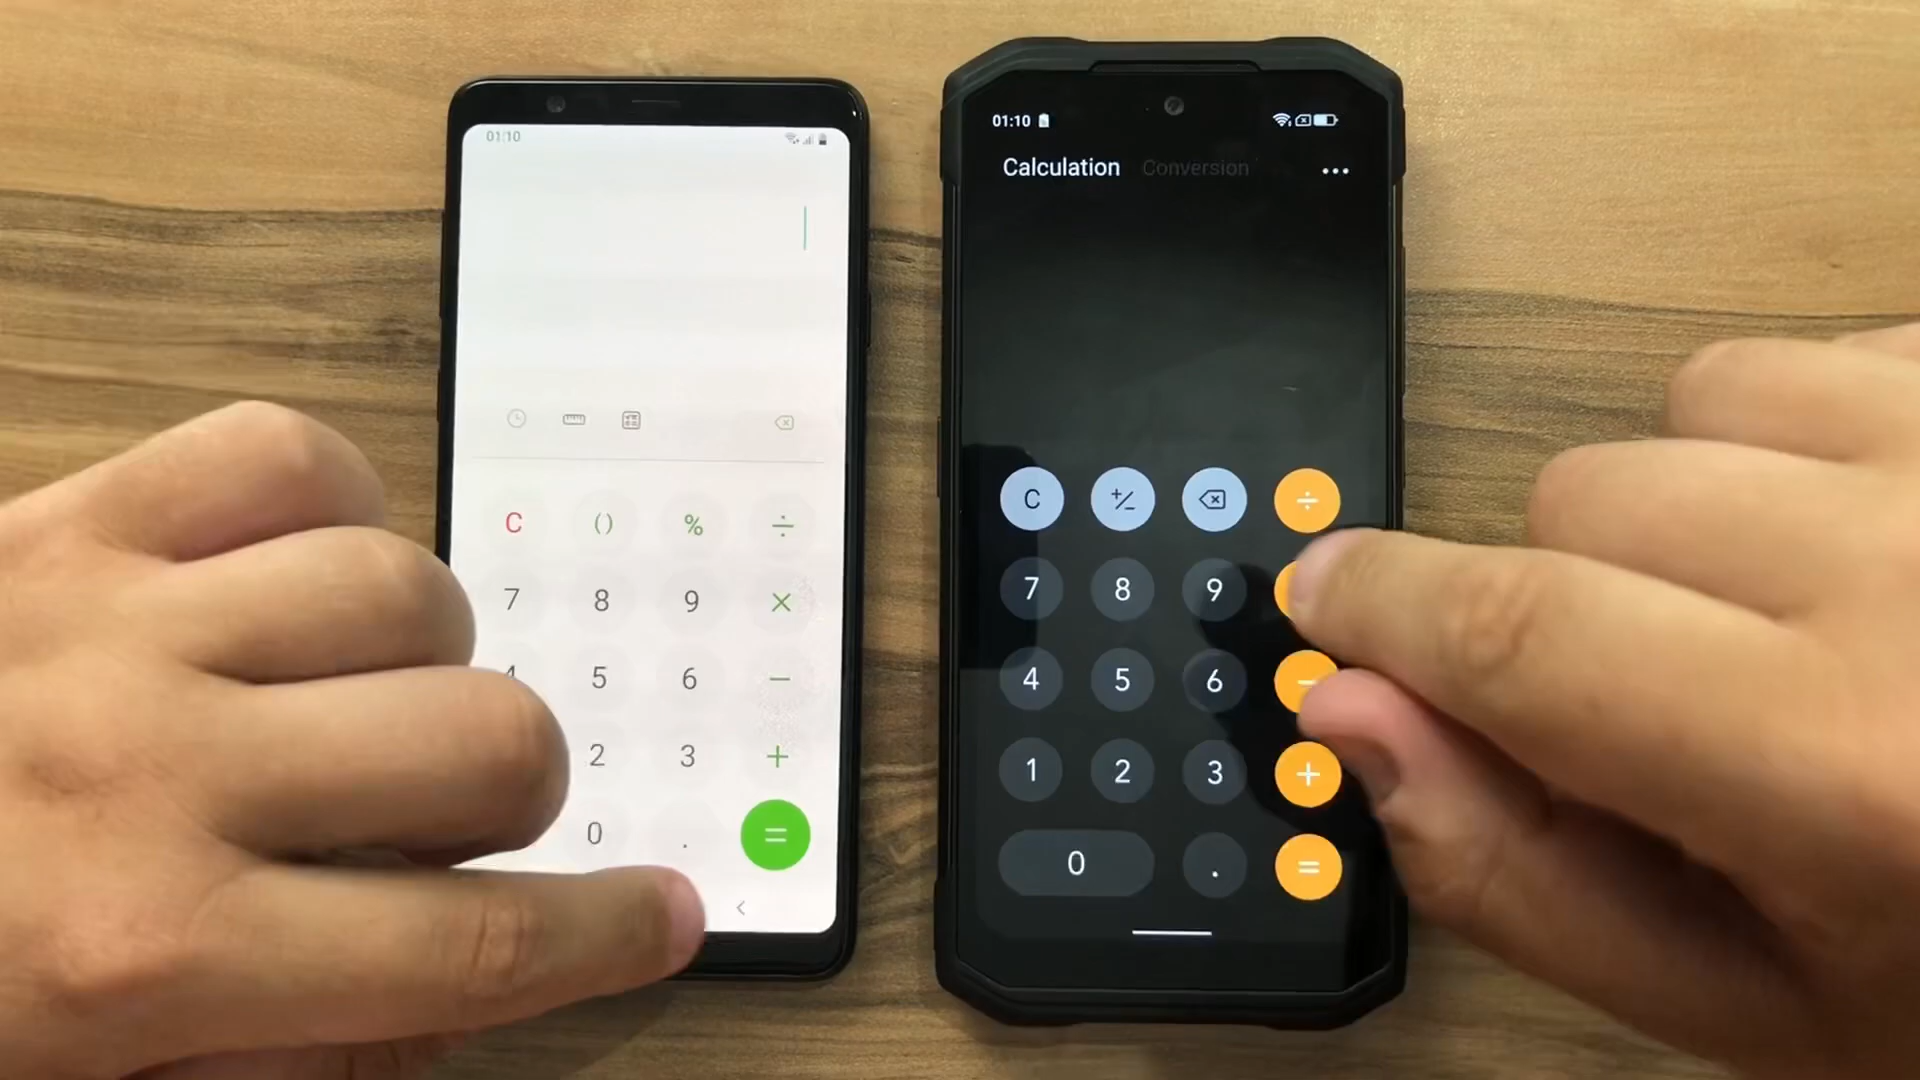 01:10
C () % ÷
7 8 9 ×
4 5 6 −
2 3 +
0 . =
01:10
Calculation Conversion
C +/− ÷
7 8 9
4 5 6 −
1 2 3 +
0 . =